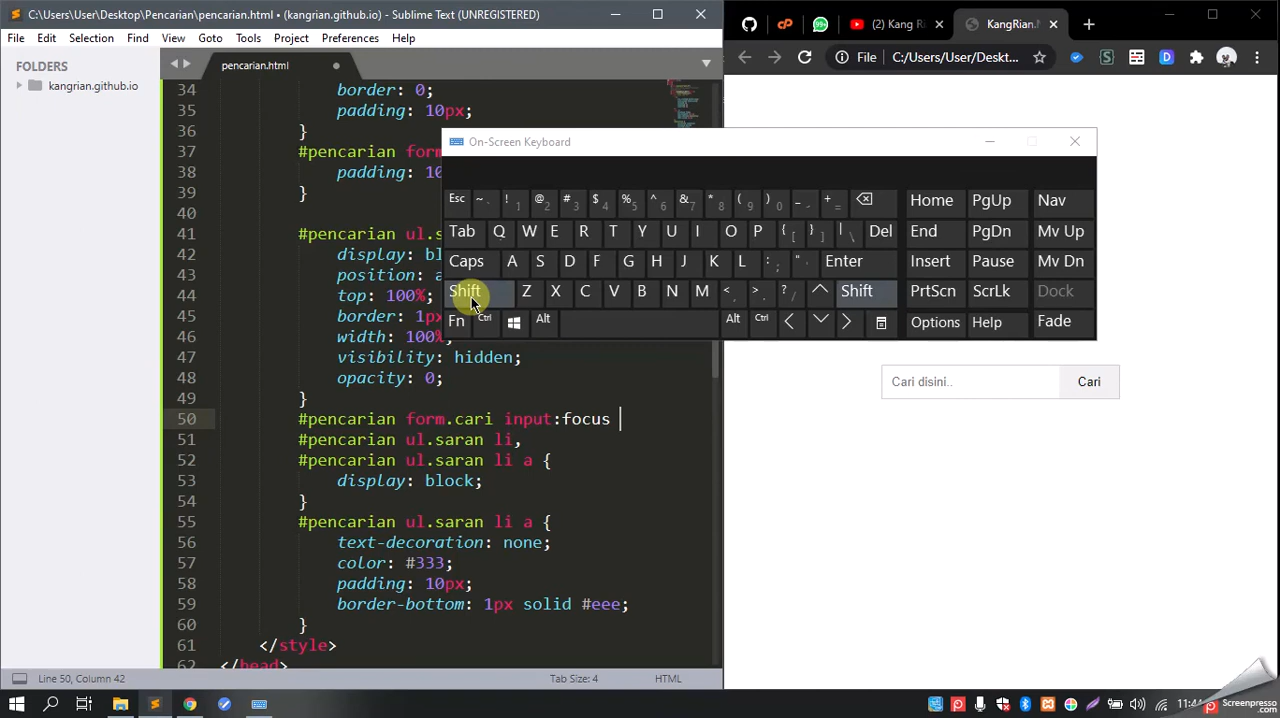 C:\Users\User\Desktop\Pencarian\pencarian.html • (kangrian.github.io) - Sublime Text (UNREGISTERED)
File Edit Selection Find View Goto Tools Project Preferences Help
FOLDERS
kangrian.github.io
pencarian.html
34 border: 0;
35 padding: 10px;
36 }
37 #pencarian form
38 padding: 10
39 }
40
41 #pencarian ul.s
42 display: bl
43 position: a
44 top: 100%;
45 border: 1px
46 width: 100%;
47 visibility: hidden;
48 opacity: 0;
49 }
50 #pencarian form.cari input:focus
51 #pencarian ul.saran li,
52 #pencarian ul.saran li a {
53 display: block;
54 }
55 #pencarian ul.saran li a {
56 text-decoration: none;
57 color: #333;
58 padding: 10px;
59 border-bottom: 1px solid #eee;
60 }
61 </style>
62 </head>
Line 50, Column 42 Tab Size: 4 HTML
(2) Kang Ri
KangRian.
File C:/Users/User/Deskt...
On-Screen Keyboard
Esc ~ ` ! 1 @ 2 # 3 $ 4 % 5 ^ 6 & 7 * 8 ( 9 ) 0 _ - + = Home PgUp Nav
Tab Q W E R T Y U I O P { [ } ] | \ Del End PgDn Mv Up
Caps A S D F G H J K L : ; " ' Enter Insert Pause Mv Dn
Shift Z X C V B N M < , > . ? / Shift PrtScn ScrLk Dock
Fn Ctrl Alt Alt Ctrl Options Help Fade
Cari disini.. Cari
99+
11:44
Screenpresso
.com